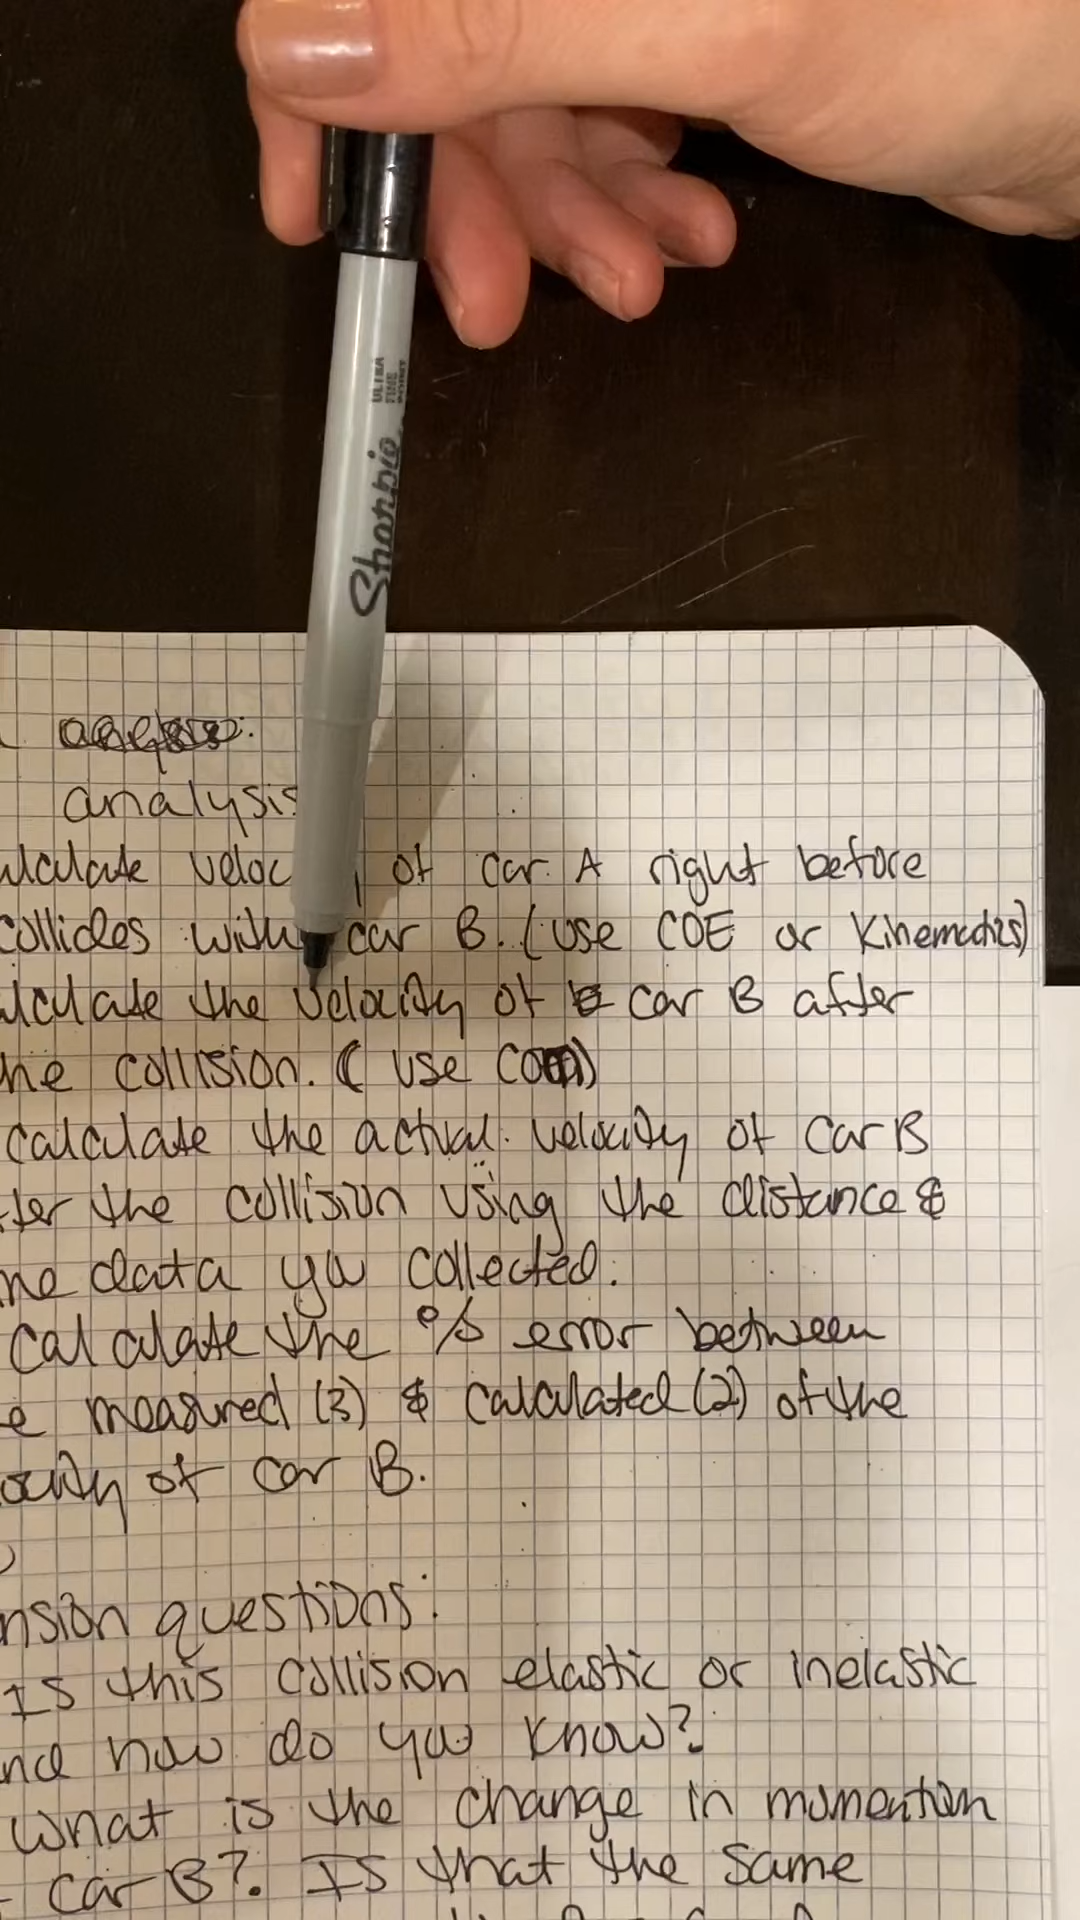 Sharpie
ULTRA
FINE
POINT
analysis
alculate veloc of car A right before
collides with car B. (use COE or Kinematics)
alculate the velocity of car B after
he collision. ( use COm)
calculate the actual velocity of Car B
ter the collision using the distance &
me data you collected.
Calculate the % error between
e measured (3) & calculated (2) of the
ocity of car B.
nsion questions:
Is this collision elastic or inelastic
nd how do you know?
What is the change in momentum
car B? Is that the same